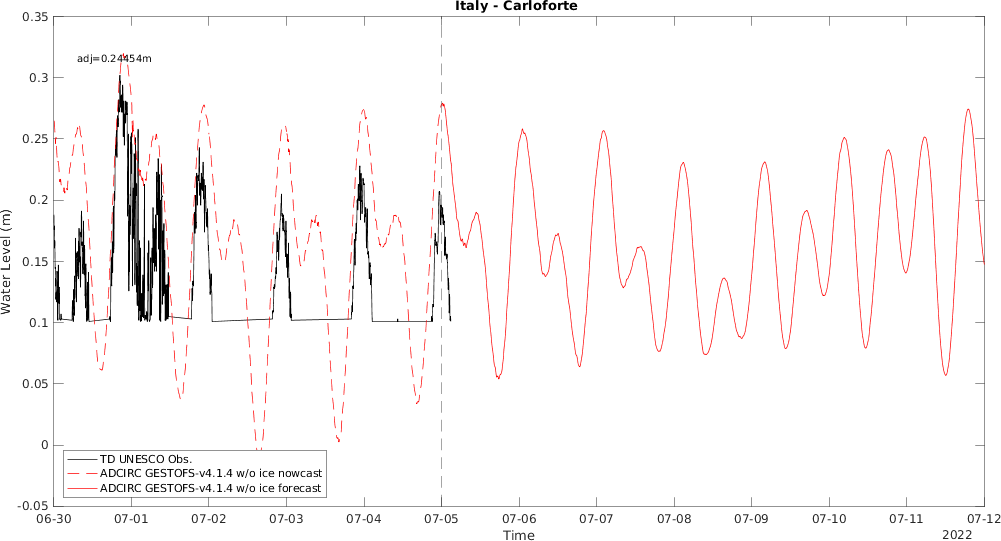 Italy - Carloforte
adj=0.24454m
Water Level (m)
0.35
0.3
0.25
0.2
0.15
0.1
0.05
0
-0.05
TD UNESCO Obs.
ADCIRC GESTOFS-v4.1.4 w/o ice nowcast
ADCIRC GESTOFS-v4.1.4 w/o ice forecast
06-30 07-01 07-02 07-03 07-04 07-05 07-06 07-07 07-08 07-09 07-10 07-11 07-12
Time
2022